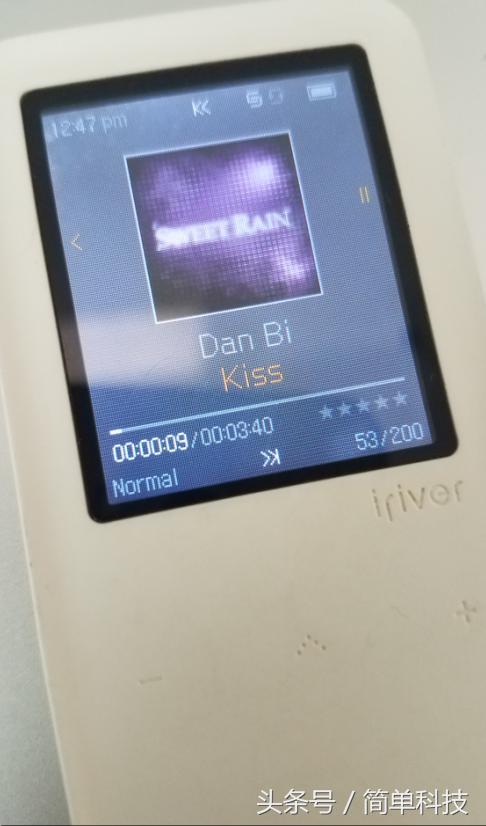 12:47 pm
SWEET RAIN
Dan Bi
Kiss
00:00:09/00:03:40
53/200
Normal
iriver
头条号 / 简单科技